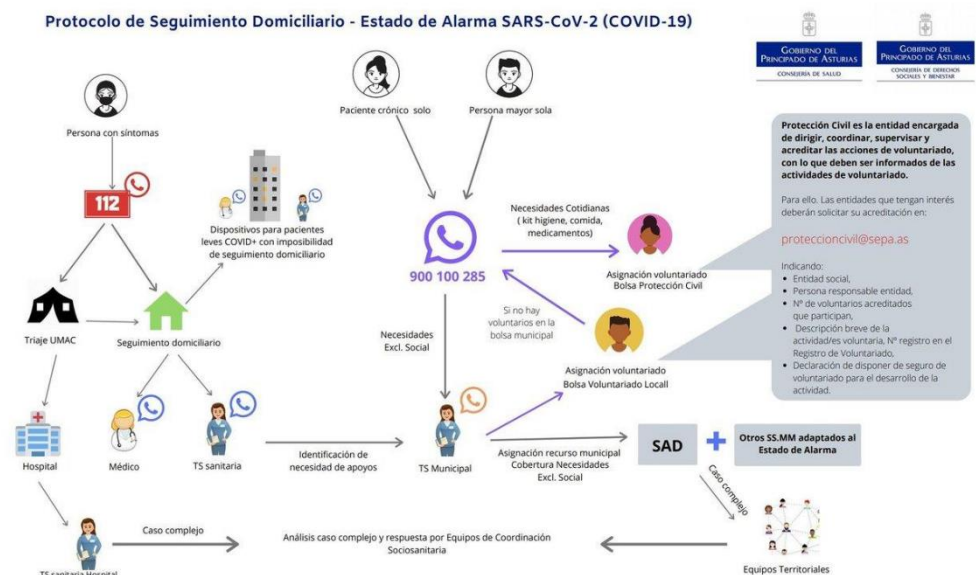 Protocolo de Seguimiento Domiciliario - Estado de Alarma SARS-CoV-2 (COVID-19)
GOBIERNO DEL
PRINCIPADO DE ASTURIAS
CONSEJERÍA DE SALUD
GOBIERNO DEL
PRINCIPADO DE ASTURIAS
CONSEJERÍA DE DERECHOS
SOCIALES Y BIENESTAR
Persona con síntomas
Paciente crónico solo
Persona mayor sola
112
Dispositivos para pacientes
leves COVID+ con imposibilidad
de seguimiento domiciliario
Triaje UMAC
Seguimiento domiciliario
900 100 285
Necesidades Cotidianas
( kit higiene, comida,
medicamentos)
Asignación voluntariado
Bolsa Protección Civil
Si no hay
voluntarios en la
bolsa municipal
Necesidades
Excl. Social
Asignación voluntariado
Bolsa Voluntariado Locall
Protección Civil es la entidad encargada
de dirigir, coordinar, supervisar y
acreditar las acciones de voluntariado,
con lo que deben ser informados de las
actividades de voluntariado.
Para ello. Las entidades que tengan interés
deberán solicitar su acreditación en:
proteccioncivil@sepa.as
Indicando:
• Entidad social,
• Persona responsable entidad,
• Nº de voluntarios acreditados
que participan,
• Descripción breve de la
actividad/es voluntaria, Nº registro en el
Registro de Voluntariado,
• Declaración de disponer de seguro de
voluntariado para el desarrollo de la
actividad.
Hospital
Médico
TS sanitaria
Identificación de
necesidad de apoyos
TS Municipal
Asignación recurso municipal
Cobertura Necesidades
Excl. Social
SAD
Otros SS.MM adaptados al
Estado de Alarma
Caso complejo
TS sanitaria Hospital
Caso complejo
Análisis caso complejo y respuesta por Equipos de Coordinación
Sociosanitaria
Equipos Territoriales